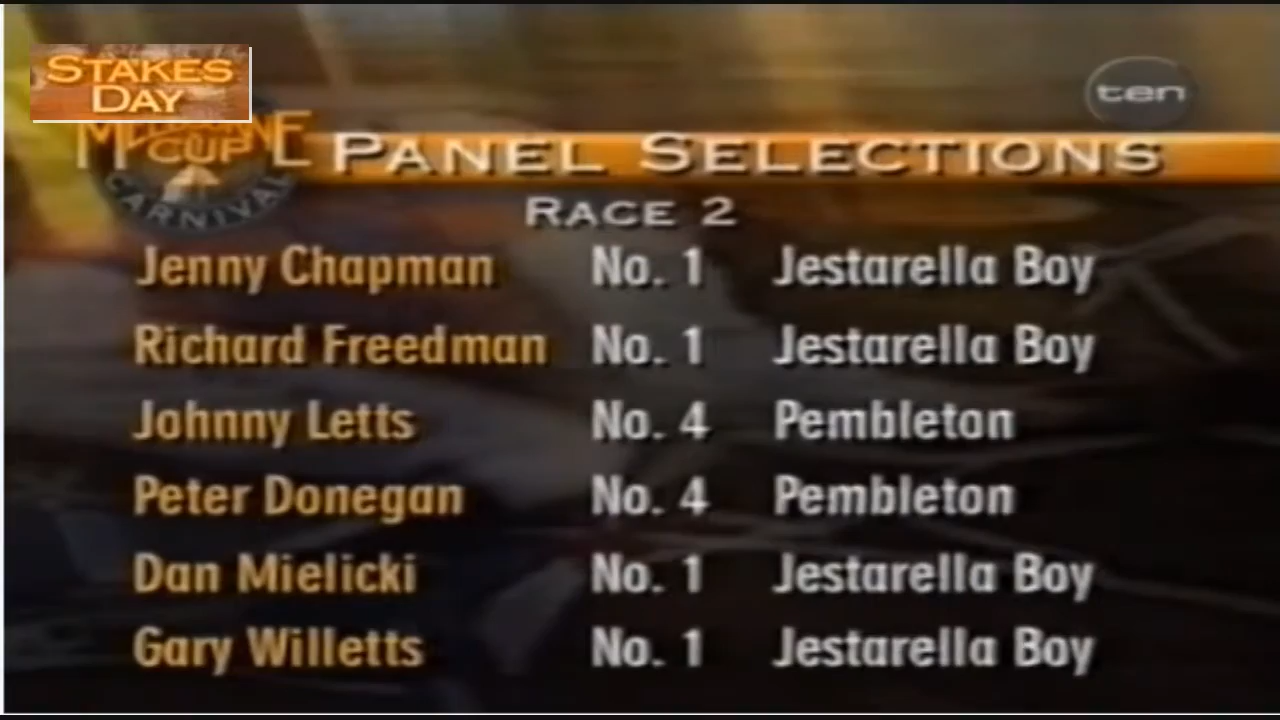 STAKES
DAY
ten
MELBOURNE
CUP
CARNIVAL
PANEL SELECTIONS
RACE 2
Jenny Chapman No. 1 Jestarella Boy
Richard Freedman No. 1 Jestarella Boy
Johnny Letts No. 4 Pembleton
Peter Donegan No. 4 Pembleton
Dan Mielicki No. 1 Jestarella Boy
Gary Willetts No. 1 Jestarella Boy